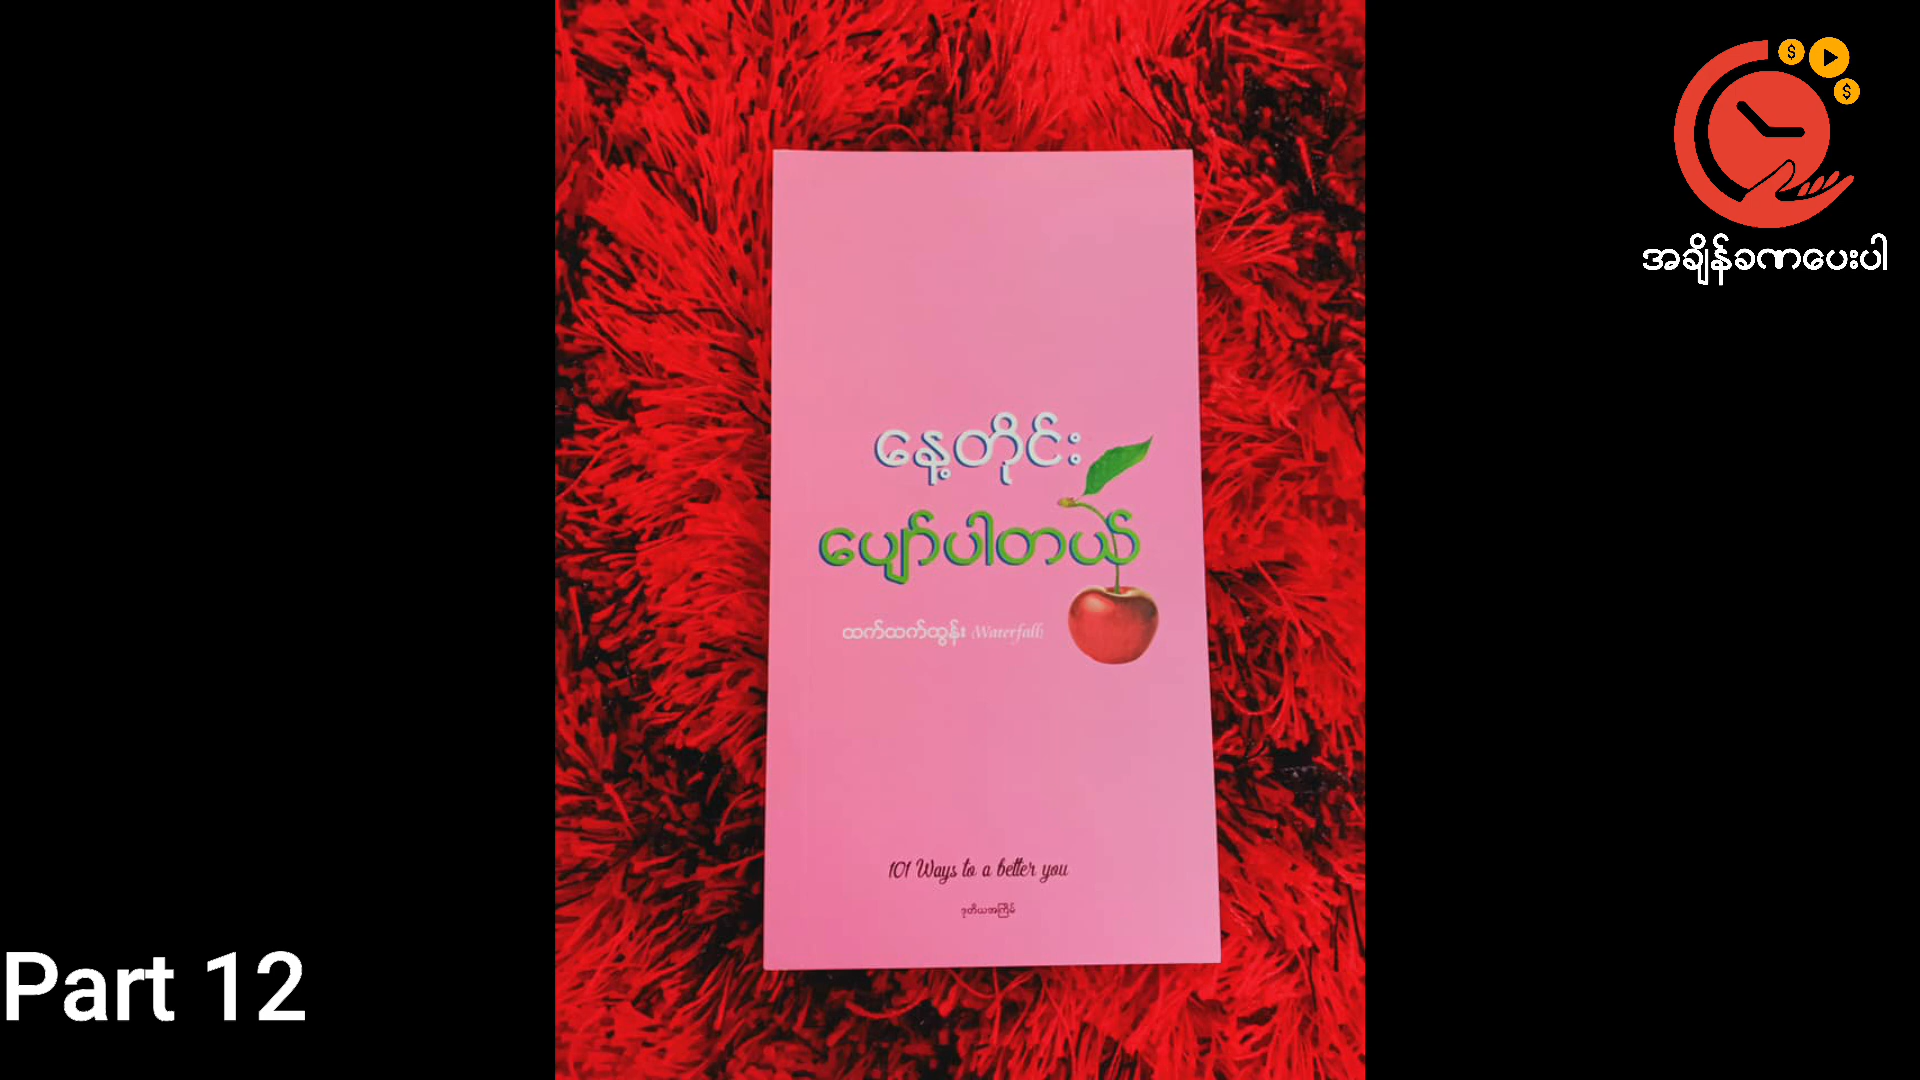 အချိန်ခဏပေးပါ
နေ့တိုင်း
ပျော်ပါတယ်
ထက်ထက်ထွန်း (Waterfall)
101 Ways to a better you
ဒုတိယအကြိမ်
Part 12